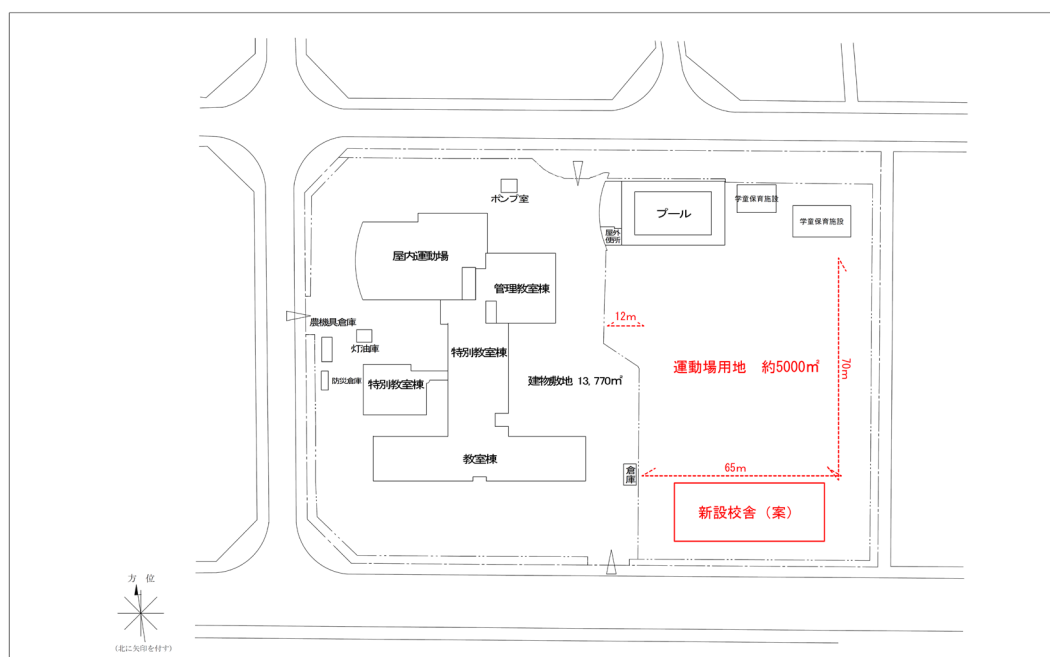 ポンプ室
プール
学童保育施設
学童保育施設
屋外
便所
屋内運動場
管理教室棟
12m
農機具倉庫
灯油庫
特別教室棟
運動場用地 約5000㎡
70m
防災倉庫
特別教室棟
建物敷地 13,770㎡
教室棟
倉庫
65m
新設校舎（案）
方 位
(北に矢印を付す)